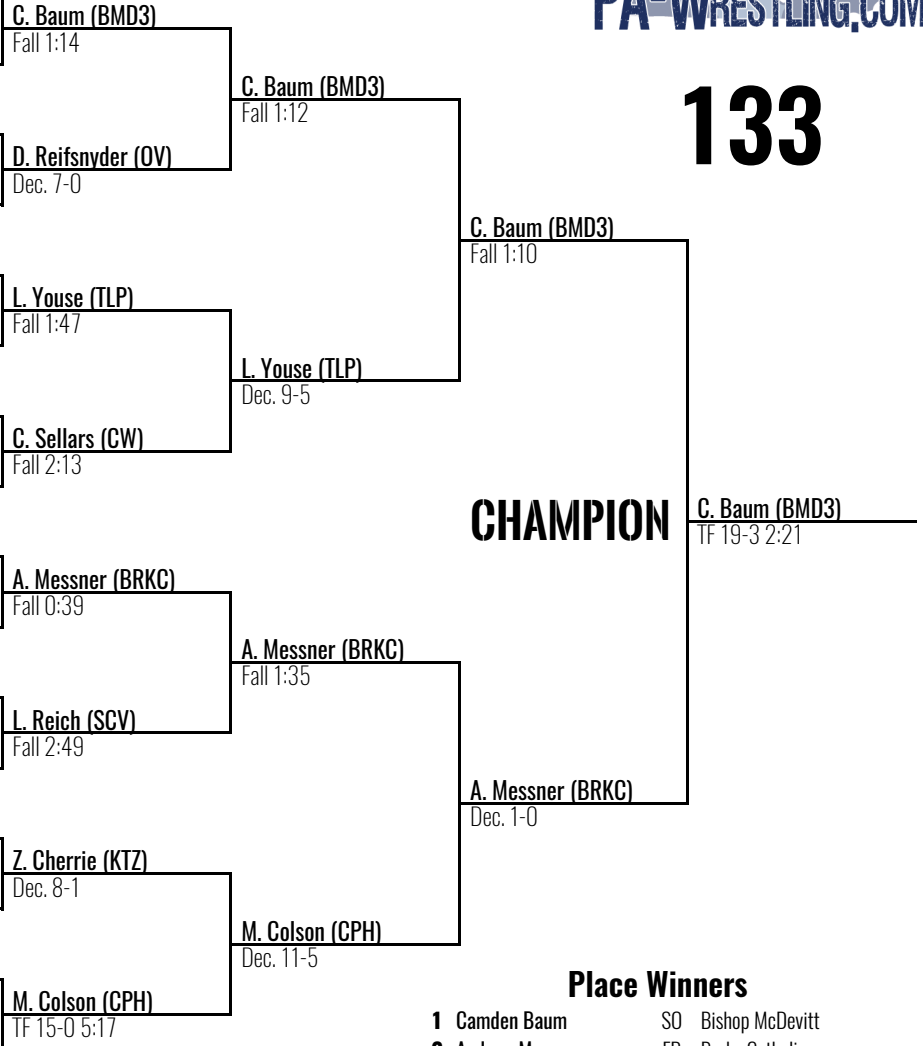 PA-WRESTLING.COM
133
C. Baum (BMD3)
Fall 1:14
D. Reifsnyder (OV)
Dec. 7-0
L. Youse (TLP)
Fall 1:47
C. Sellars (CW)
Fall 2:13
A. Messner (BRKC)
Fall 0:39
L. Reich (SCV)
Fall 2:49
Z. Cherrie (KTZ)
Dec. 8-1
M. Colson (CPH)
TF 15-0 5:17
C. Baum (BMD3)
Fall 1:12
L. Youse (TLP)
Dec. 9-5
A. Messner (BRKC)
Fall 1:35
M. Colson (CPH)
Dec. 11-5
C. Baum (BMD3)
Fall 1:10
A. Messner (BRKC)
Dec. 1-0
CHAMPION
C. Baum (BMD3)
TF 19-3 2:21
Place Winners
1 Camden Baum SO Bishop McDevitt